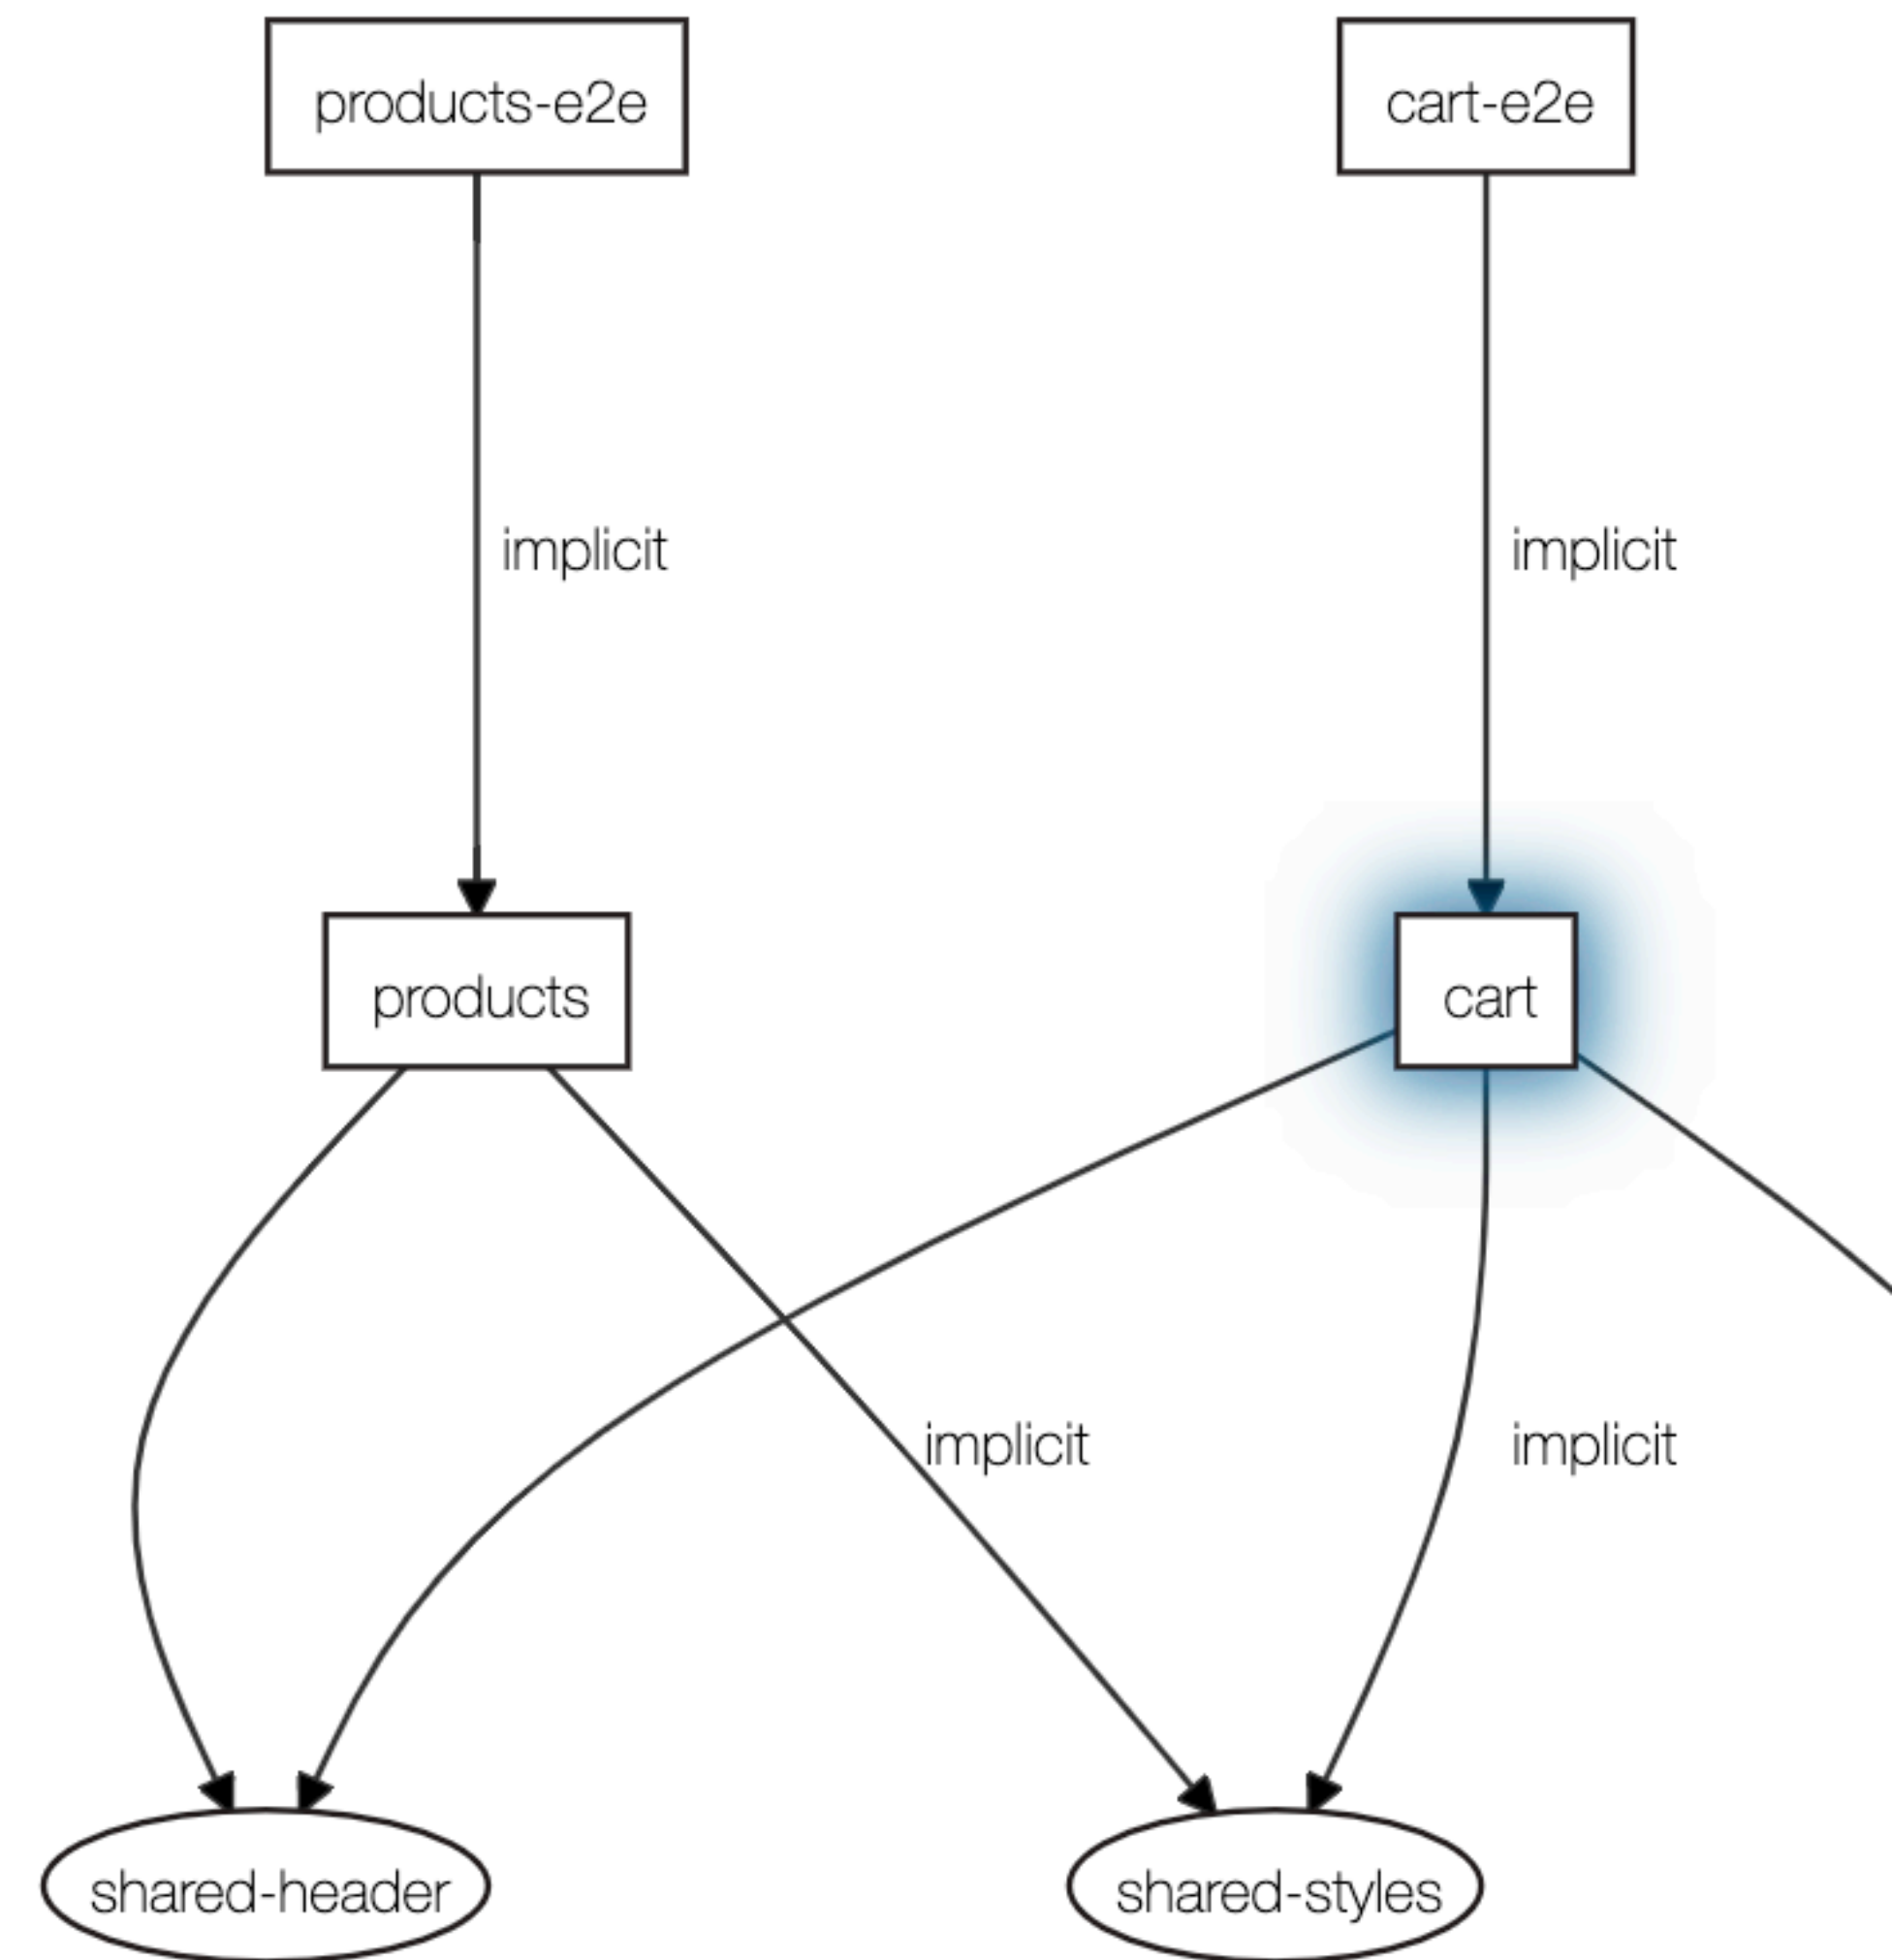 products-e2e
cart-e2e
implicit
implicit
products
cart
implicit
implicit
shared-header
shared-styles